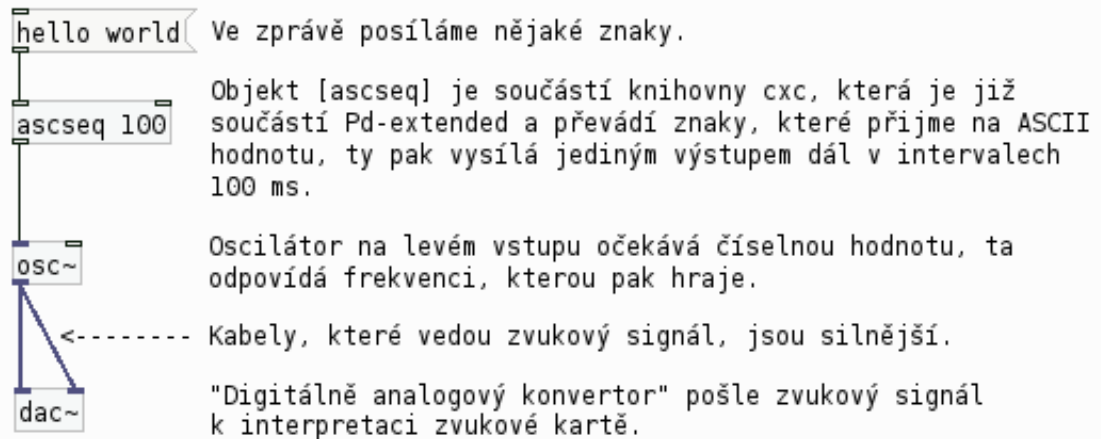 hello world
Ve zprávě posíláme nějaké znaky.
ascseq 100
Objekt [ascseq] je součástí knihovny cxc, která je již
součástí Pd-extended a převádí znaky, které přijme na ASCII
hodnotu, ty pak vysílá jediným výstupem dál v intervalech
100 ms.
osc~
Oscilátor na levém vstupu očekává číselnou hodnotu, ta
odpovídá frekvenci, kterou pak hraje.
<-------- Kabely, které vedou zvukový signál, jsou silnější.
dac~
"Digitálně analogový konvertor" pošle zvukový signál
k interpretaci zvukové kartě.